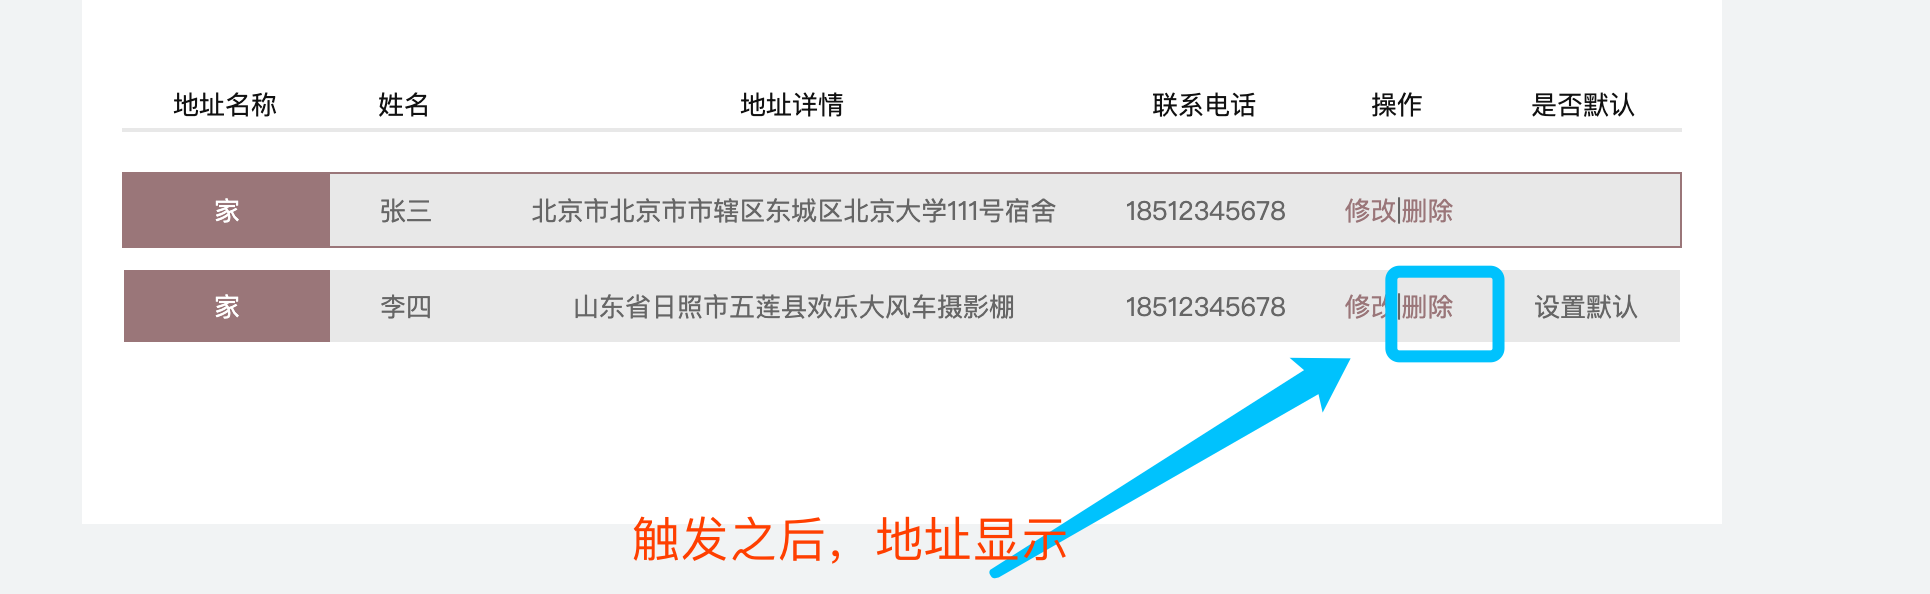 地址名称 姓名 地址详情 联系电话 操作 是否默认
家 张三 北京市北京市市辖区东城区北京大学111号宿舍 18512345678 修改|删除
家 李四 山东省日照市五莲县欢乐大风车摄影棚 18512345678 修改|删除 设置默认
触发之后，地址显示